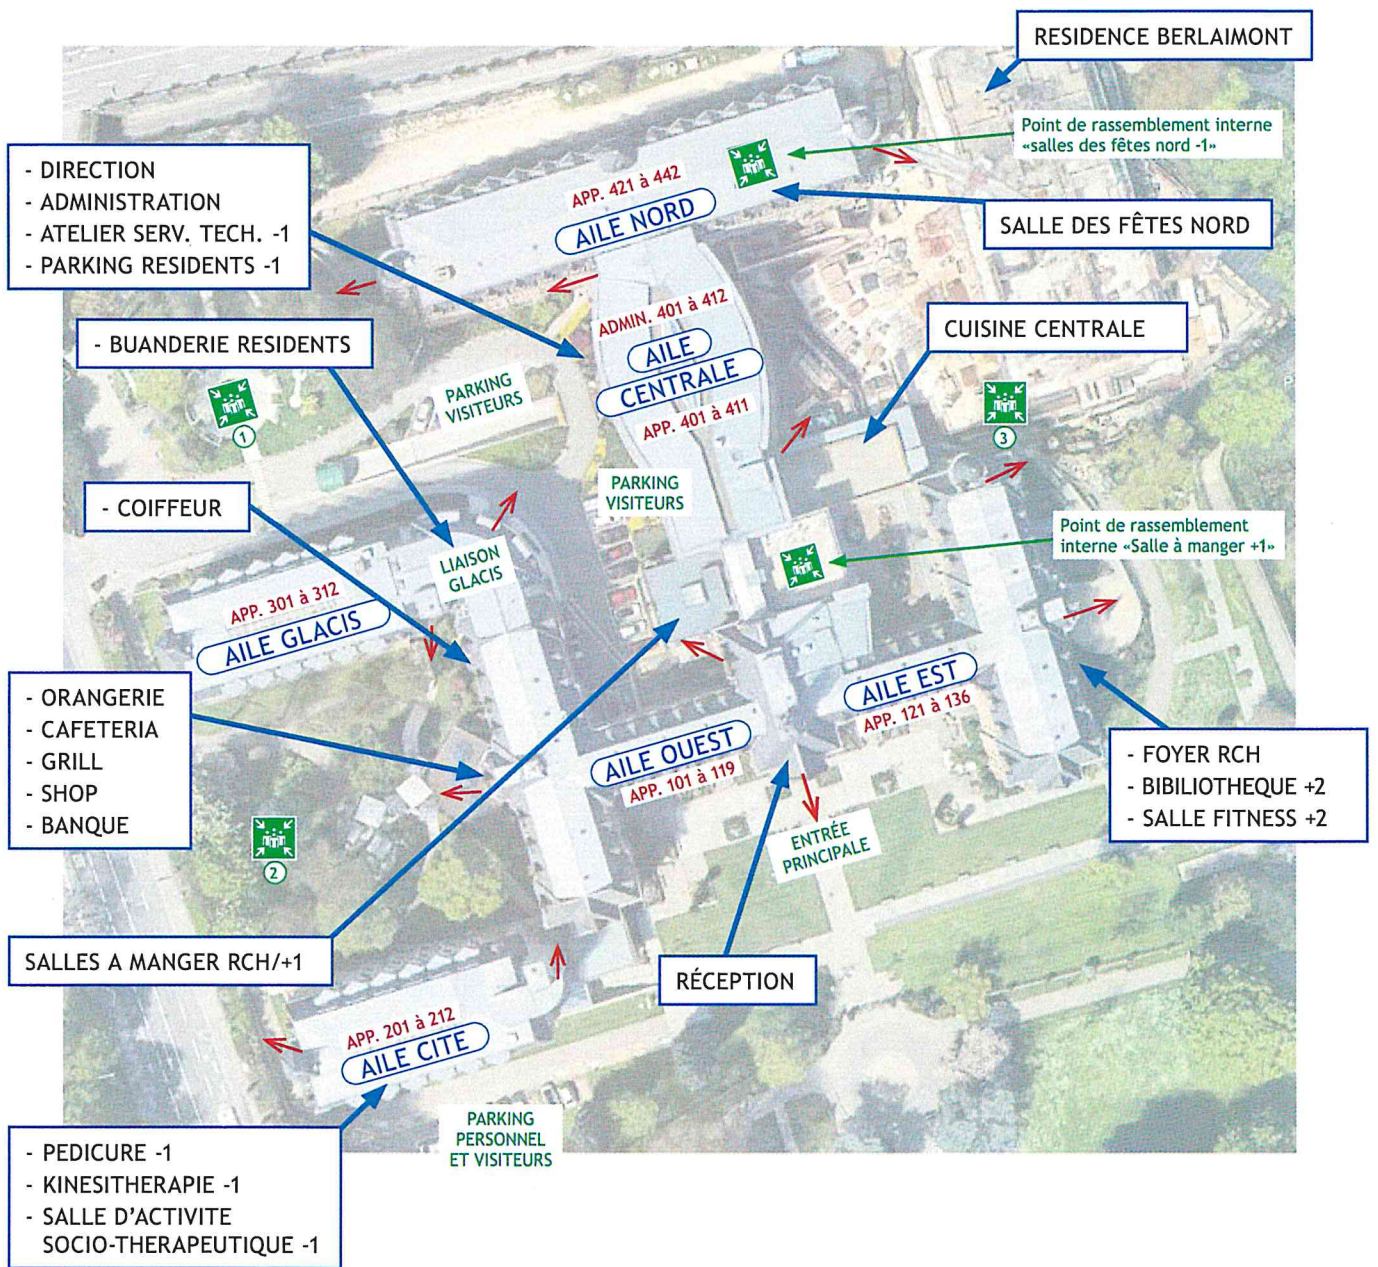 RESIDENCE BERLAIMONT
Point de rassemblement interne
«salles des fêtes nord -1»
- DIRECTION
- ADMINISTRATION
- ATELIER SERV. TECH. -1
- PARKING RESIDENTS -1
APP. 421 à 442
AILE NORD
SALLE DES FÊTES NORD
- BUANDERIE RESIDENTS
ADMIN. 401 à 412
AILE
CENTRALE
APP. 401 à 411
CUISINE CENTRALE
PARKING
VISITEURS
1
3
PARKING
VISITEURS
- COIFFEUR
Point de rassemblement
interne «Salle à manger +1»
LIAISON
GLACIS
APP. 301 à 312
AILE GLACIS
- ORANGERIE
- CAFETERIA
- GRILL
- SHOP
- BANQUE
AILE EST
APP. 121 à 136
AILE OUEST
APP. 101 à 119
- FOYER RCH
- BIBILIOTHEQUE +2
- SALLE FITNESS +2
ENTRÉE
PRINCIPALE
2
SALLES A MANGER RCH/+1
RÉCEPTION
APP. 201 à 212
AILE CITE
PARKING
PERSONNEL
ET VISITEURS
- PEDICURE -1
- KINESITHERAPIE -1
- SALLE D'ACTIVITE
SOCIO-THERAPEUTIQUE -1